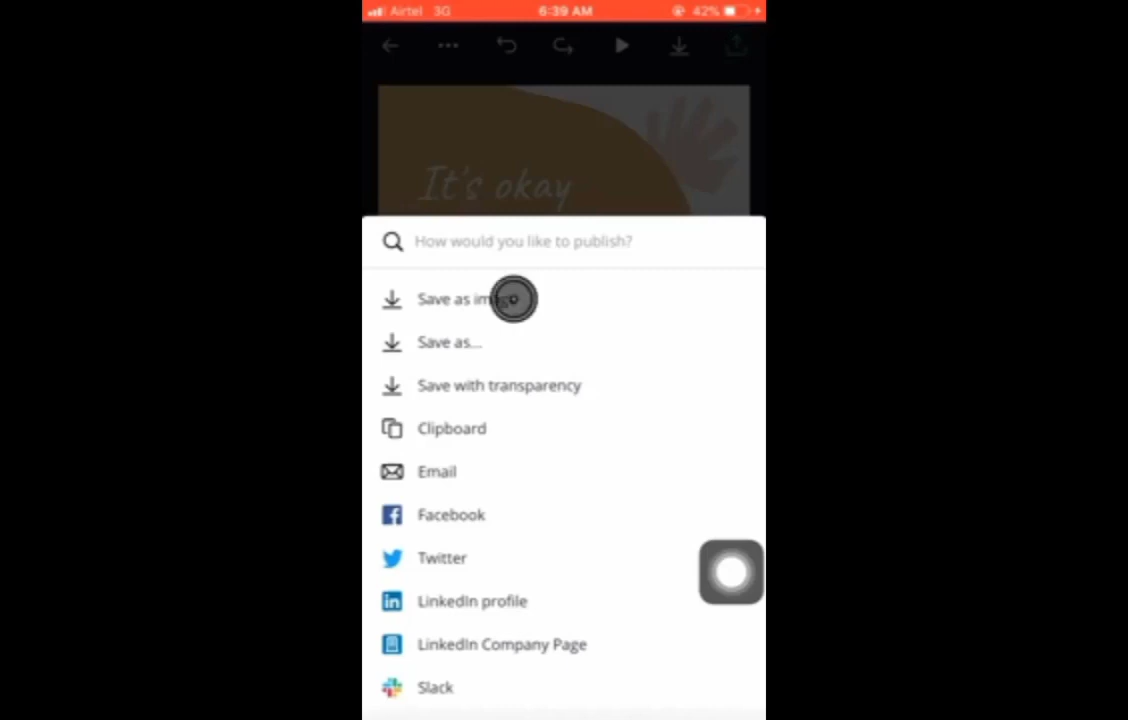 Airtel 3G 6:39 AM 42%
It's okay
How would you like to publish?
Save as image
Save as...
Save with transparency
Clipboard
Email
Facebook
Twitter
LinkedIn profile
LinkedIn Company Page
Slack